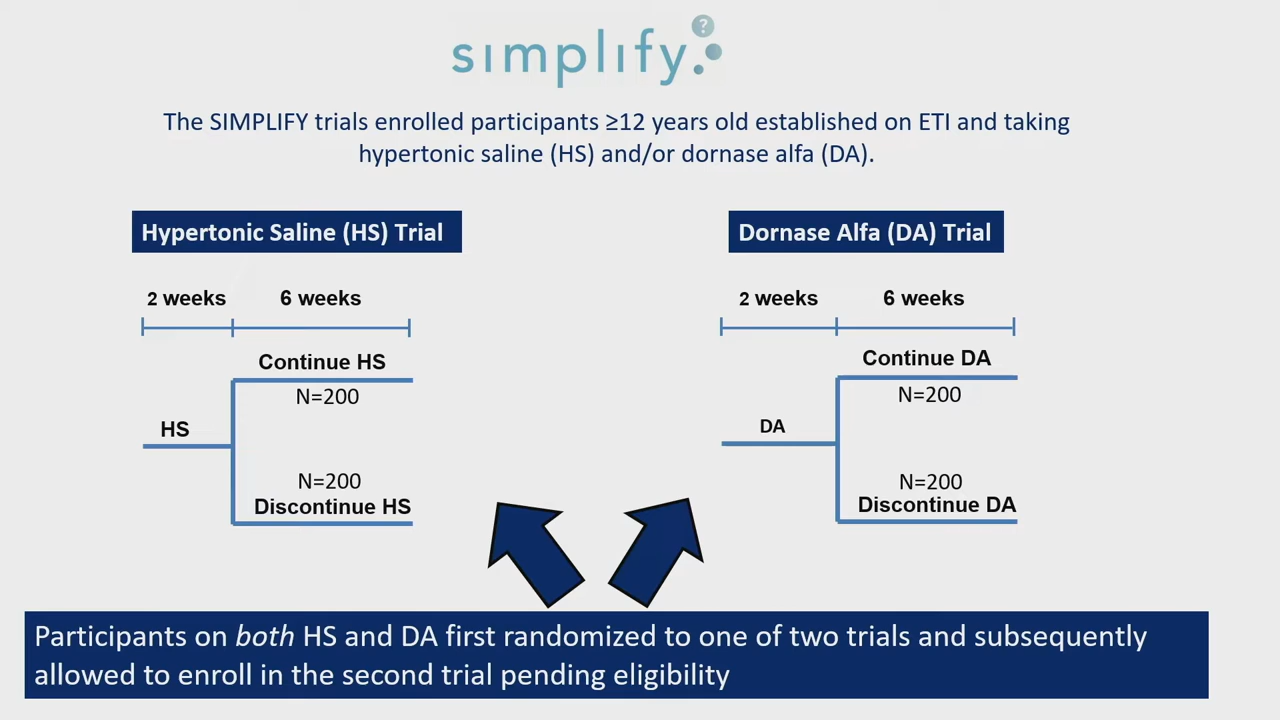 simplify.
?
The SIMPLIFY trials enrolled participants ≥12 years old established on ETI and taking
hypertonic saline (HS) and/or dornase alfa (DA).
Hypertonic Saline (HS) Trial
2 weeks 6 weeks
Continue HS
N=200
HS
N=200
Discontinue HS
Dornase Alfa (DA) Trial
2 weeks 6 weeks
Continue DA
N=200
DA
N=200
Discontinue DA
Participants on both HS and DA first randomized to one of two trials and subsequently
allowed to enroll in the second trial pending eligibility